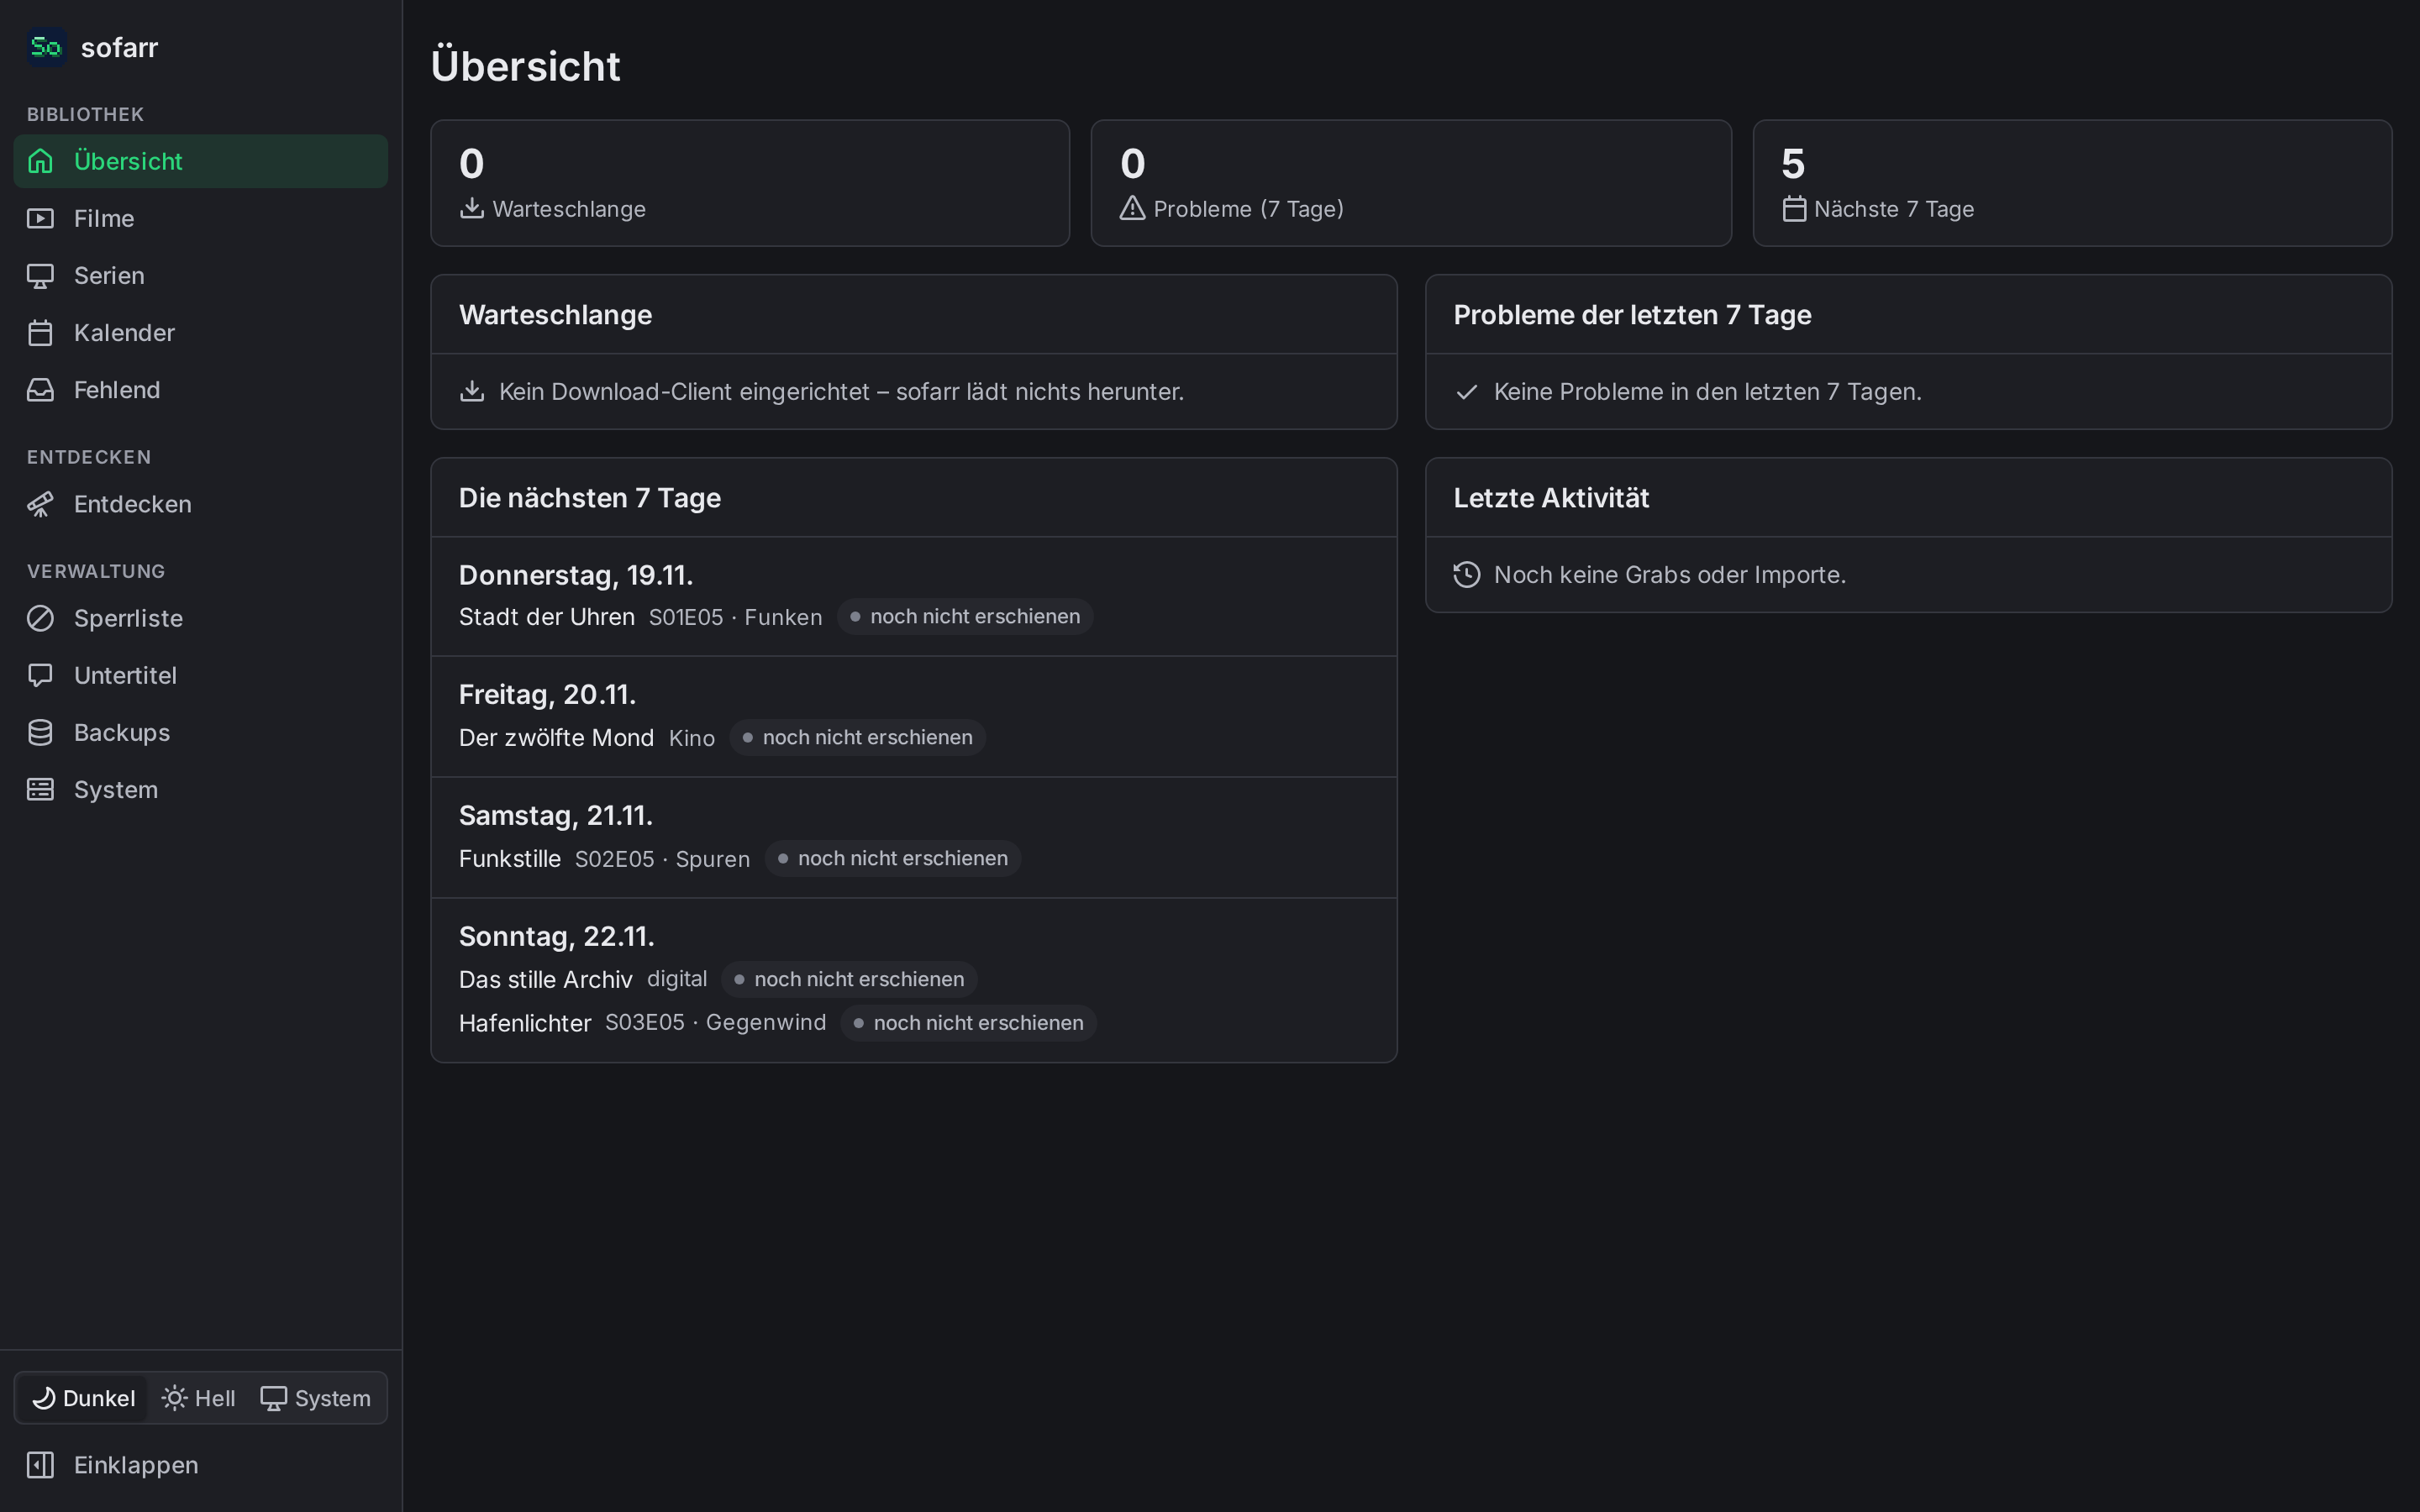 So sofarr
BIBLIOTHEK
Übersicht
Filme
Serien
Kalender
Fehlend
ENTDECKEN
Entdecken
VERWALTUNG
Sperrliste
Untertitel
Backups
System
Dunkel Hell System
Einklappen
Übersicht
0
Warteschlange
0
Probleme (7 Tage)
5
Nächste 7 Tage
Warteschlange
Kein Download-Client eingerichtet – sofarr lädt nichts herunter.
Probleme der letzten 7 Tage
Keine Probleme in den letzten 7 Tagen.
Die nächsten 7 Tage
Donnerstag, 19.11.
Stadt der Uhren S01E05 · Funken noch nicht erschienen
Freitag, 20.11.
Der zwölfte Mond Kino noch nicht erschienen
Samstag, 21.11.
Funkstille S02E05 · Spuren noch nicht erschienen
Sonntag, 22.11.
Das stille Archiv digital noch nicht erschienen
Hafenlichter S03E05 · Gegenwind noch nicht erschienen
Letzte Aktivität
Noch keine Grabs oder Importe.